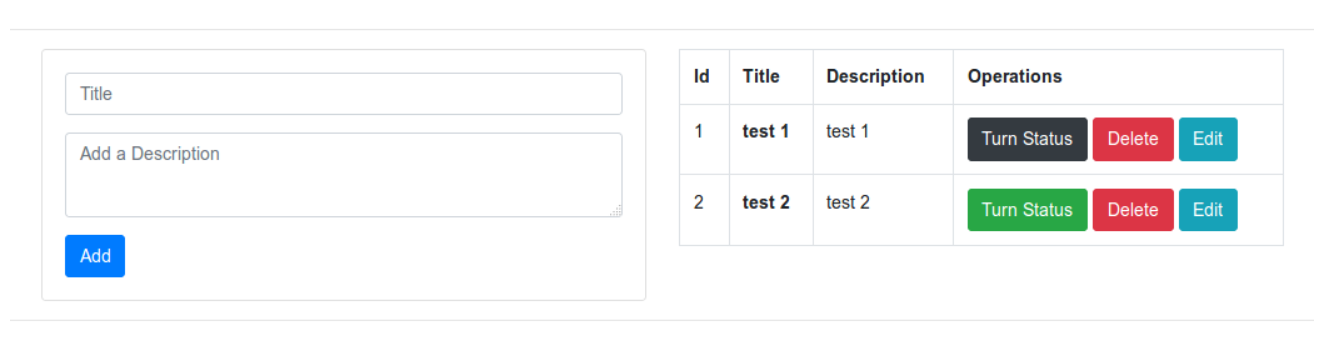 Title
Add a Description
Add
Id Title Description Operations
1 test 1 test 1 Turn Status Delete Edit
2 test 2 test 2 Turn Status Delete Edit